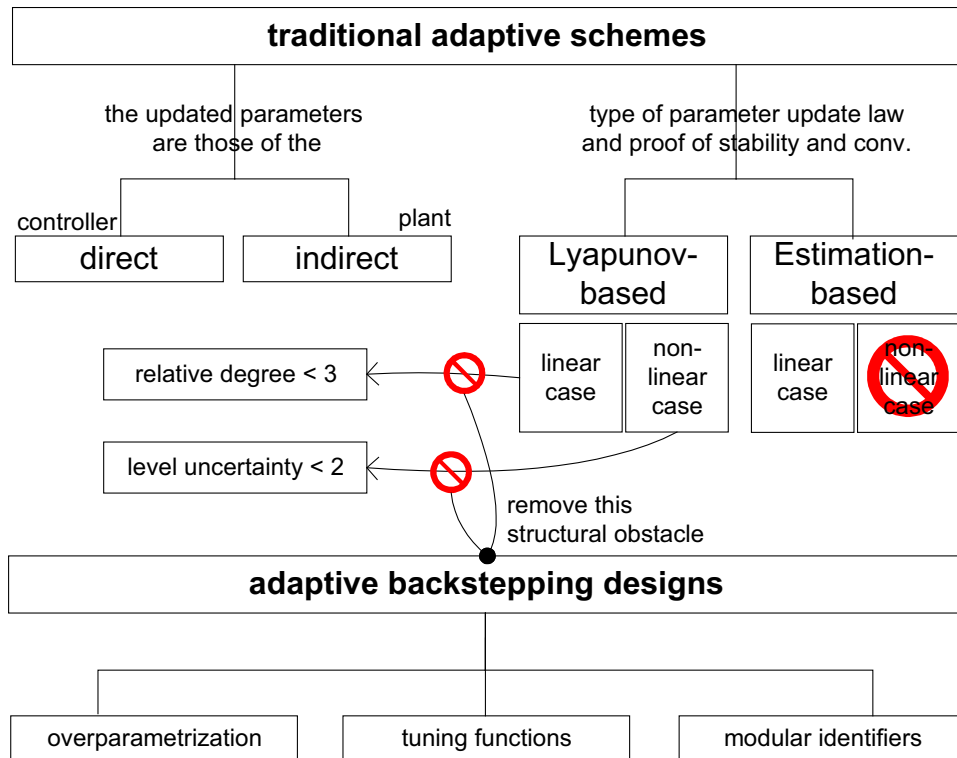 traditional adaptive schemes
the updated parameters
are those of the
type of parameter update law
and proof of stability and conv.
controller
plant
direct
indirect
Lyapunov-
based
Estimation-
based
linear
case
non-
linear
case
linear
case
non-
linear
case
relative degree < 3
level uncertainty < 2
remove this
structural obstacle
adaptive backstepping designs
overparametrization
tuning functions
modular identifiers